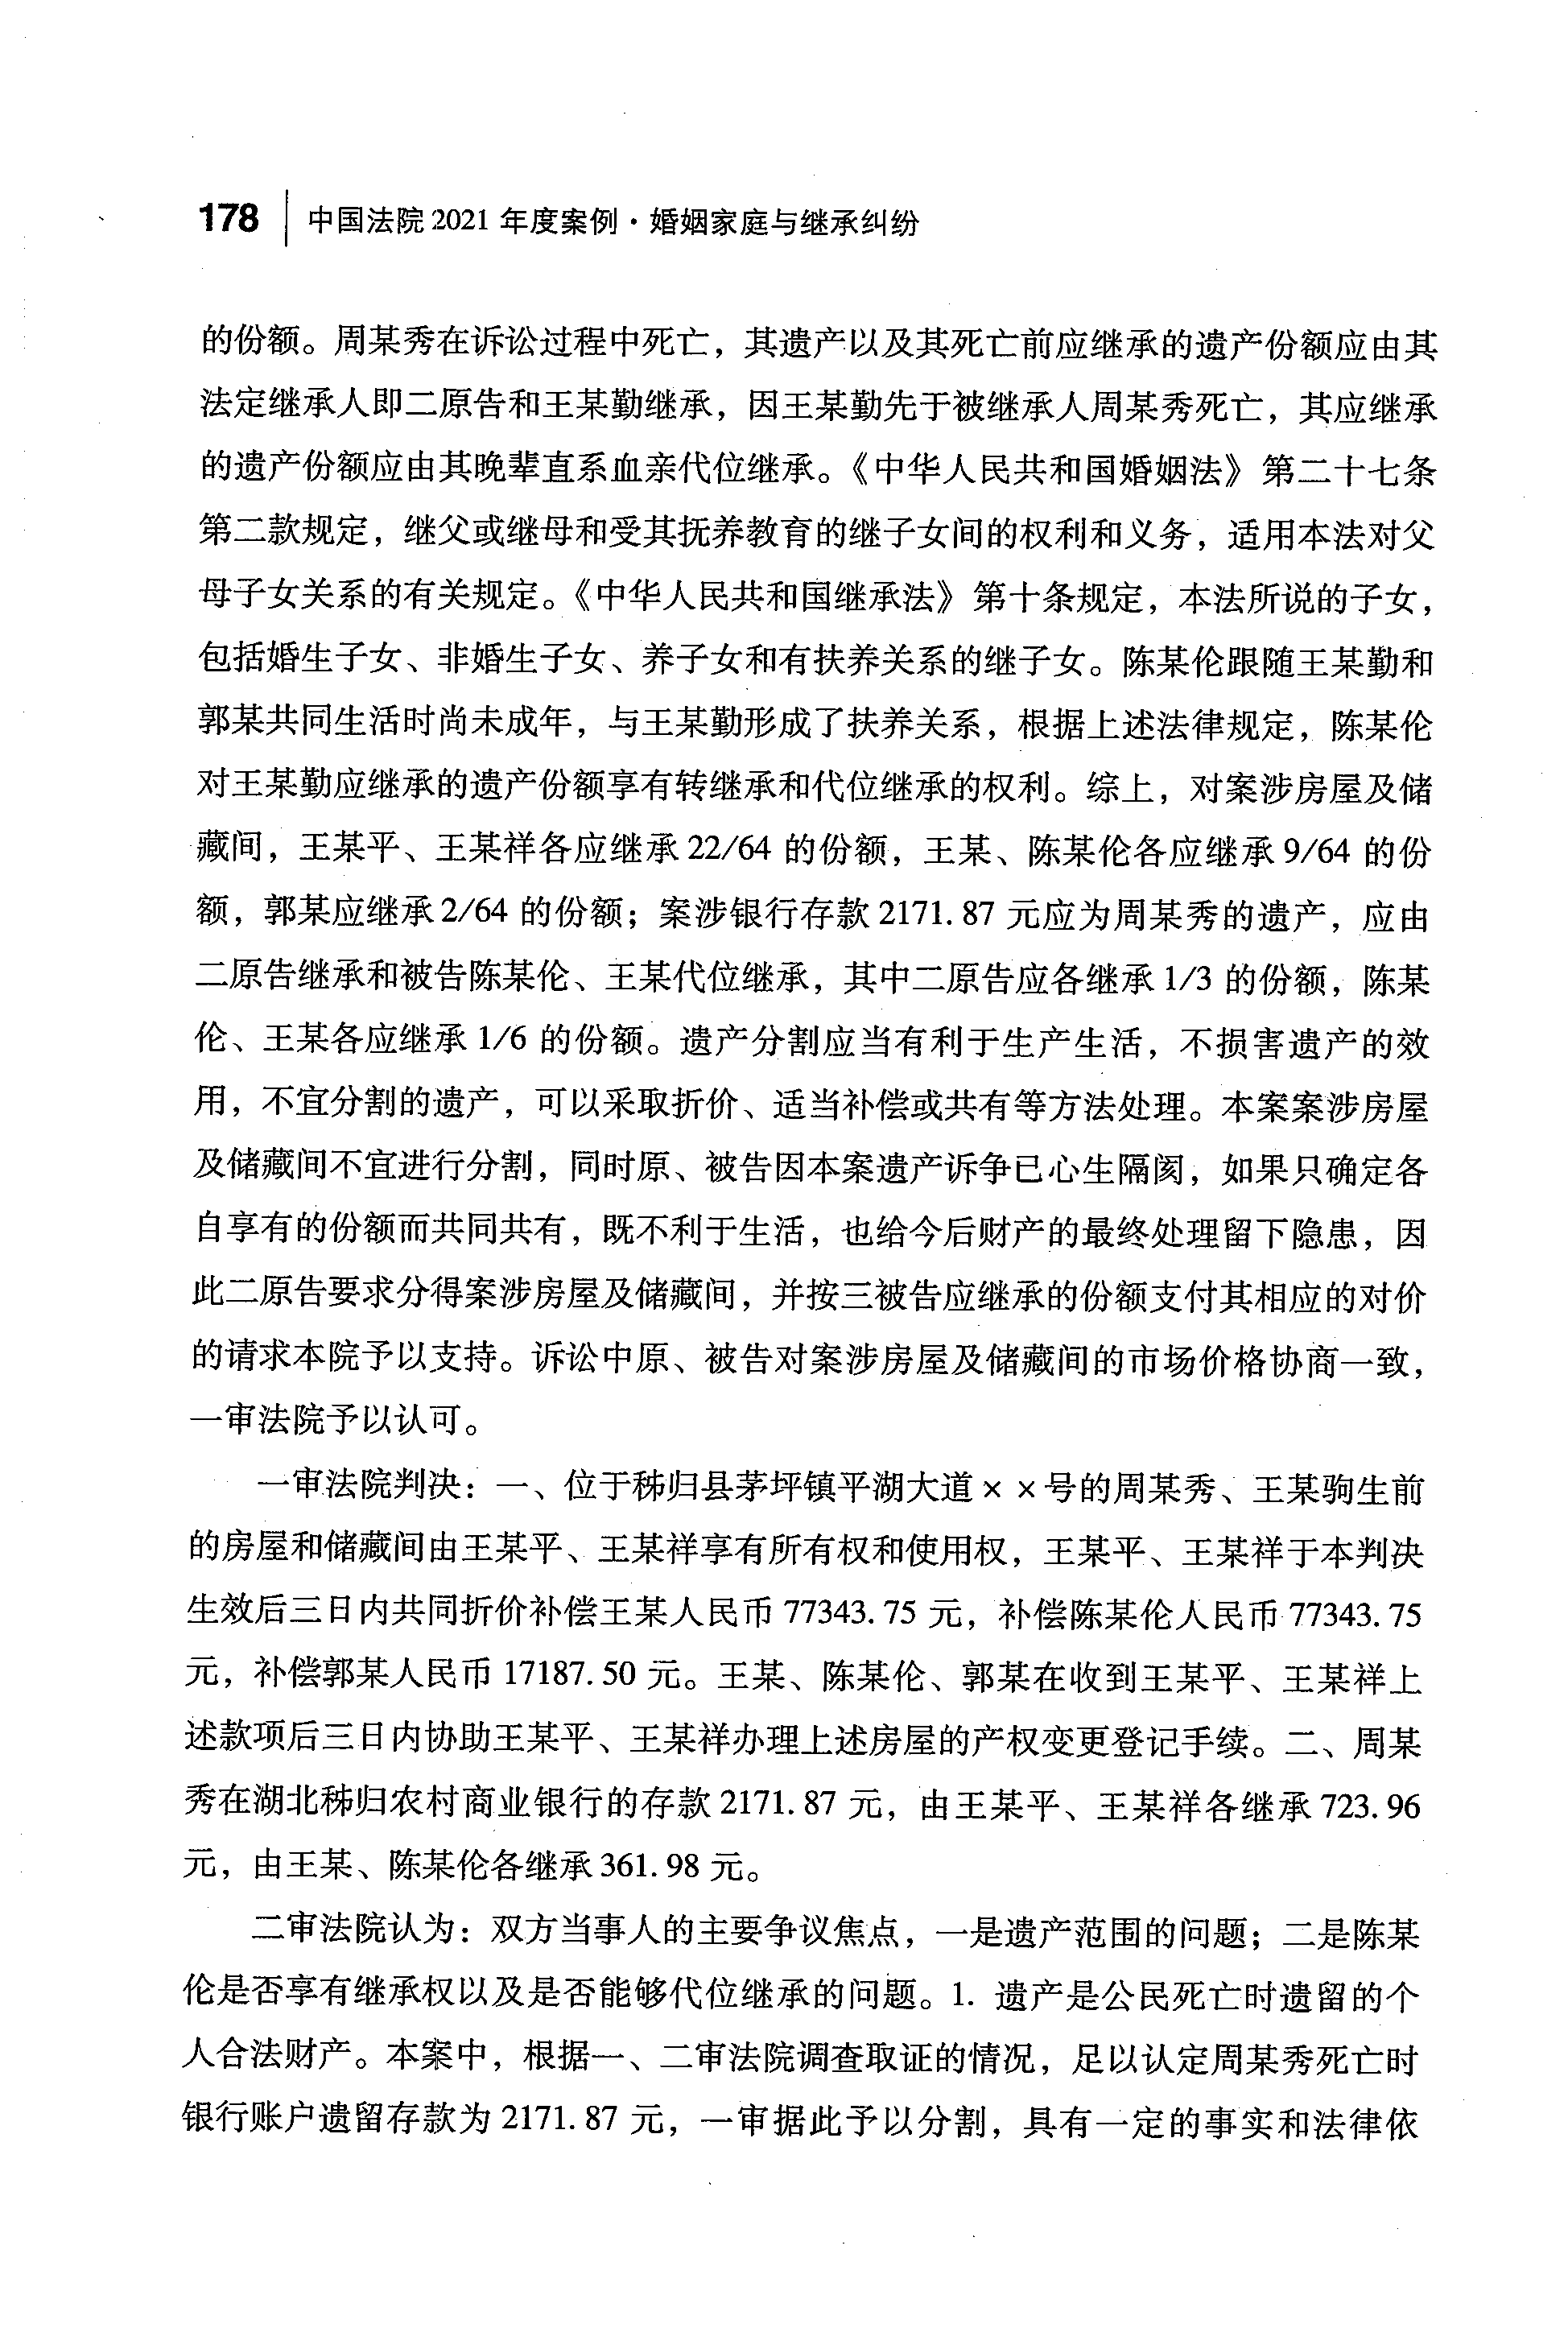 178 中国法院2021年度案例·婚姻家庭与继承纠纷
的份额。周某秀在诉讼过程中死亡，其遗产以及其死亡前应继承的遗产份额应由其
法定继承人即二原告和王某勤继承，因王某勤先于被继承人周某秀死亡，其应继承
的遗产份额应由其晚辈直系血亲代位继承。《中华人民共和国婚姻法》第二十七条
第二款规定，继父或继母和受其抚养教育的继子女间的权利和义务，适用本法对父
母子女关系的有关规定。《中华人民共和国继承法》第十条规定，本法所说的子女，
包括婚生子女、非婚生子女、养子女和有扶养关系的继子女。陈某伦跟随王某勤和
郭某共同生活时尚未成年，与王某勤形成了扶养关系，根据上述法律规定，陈某伦
对王某勤应继承的遗产份额享有转继承和代位继承的权利。综上，对案涉房屋及储
藏间，王某平、王某祥各应继承22/64的份额，王某、陈某伦各应继承9/64的份
额，郭某应继承2/64的份额；案涉银行存款2171.87元应为周某秀的遗产，应由
二原告继承和被告陈某伦、王某代位继承，其中二原告应各继承1/3的份额，陈某
伦、王某各应继承1/6的份额。遗产分割应当有利于生产生活，不损害遗产的效
用，不宜分割的遗产，可以采取折价、适当补偿或共有等方法处理。本案案涉房屋
及储藏间不宜进行分割，同时原、被告因本案遗产诉争已心生隔阂，如果只确定各
自享有的份额而共同共有，既不利于生活，也给今后财产的最终处理留下隐患，因
此二原告要求分得案涉房屋及储藏间，并按三被告应继承的份额支付其相应的对价
的请求本院予以支持。诉讼中原、被告对案涉房屋及储藏间的市场价格协商一致，
一审法院予以认可。
一审法院判决：一、位于秭归县茅坪镇平湖大道××号的周某秀、王某驹生前
的房屋和储藏间由王某平、王某祥享有所有权和使用权，王某平、王某祥于本判决
生效后三日内共同折价补偿王某人民币77343.75元，补偿陈某伦人民币77343.75
元，补偿郭某人民币17187.50元。王某、陈某伦、郭某在收到王某平、王某祥上
述款项后三日内协助王某平、王某祥办理上述房屋的产权变更登记手续。二、周某
秀在湖北秭归农村商业银行的存款2171.87元，由王某平、王某祥各继承723.96
元，由王某、陈某伦各继承361.98元。
二审法院认为：双方当事人的主要争议焦点，一是遗产范围的问题；二是陈某
伦是否享有继承权以及是否能够代位继承的问题。1. 遗产是公民死亡时遗留的个
人合法财产。本案中，根据一、二审法院调查取证的情况，足以认定周某秀死亡时
银行账户遗留存款为2171.87元，一审据此予以分割，具有一定的事实和法律依